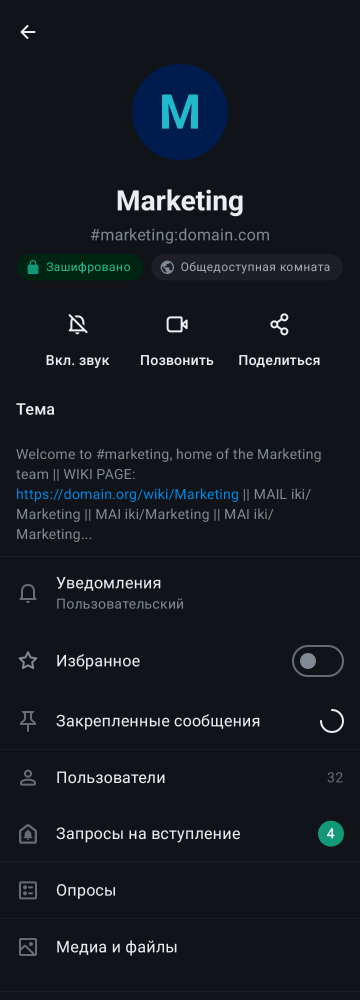 M
Marketing
#marketing:domain.com
Зашифровано
Общедоступная комната
Вкл. звук
Позвонить
Поделиться
Тема
Welcome to #marketing, home of the Marketing
team || WIKI PAGE:
https://domain.org/wiki/Marketing || MAIL iki/
Marketing || MAI iki/Marketing || MAI iki/
Marketing...
Уведомления
Пользовательский
Избранное
Закрепленные сообщения
Пользователи 32
Запросы на вступление 4
Опросы
Медиа и файлы